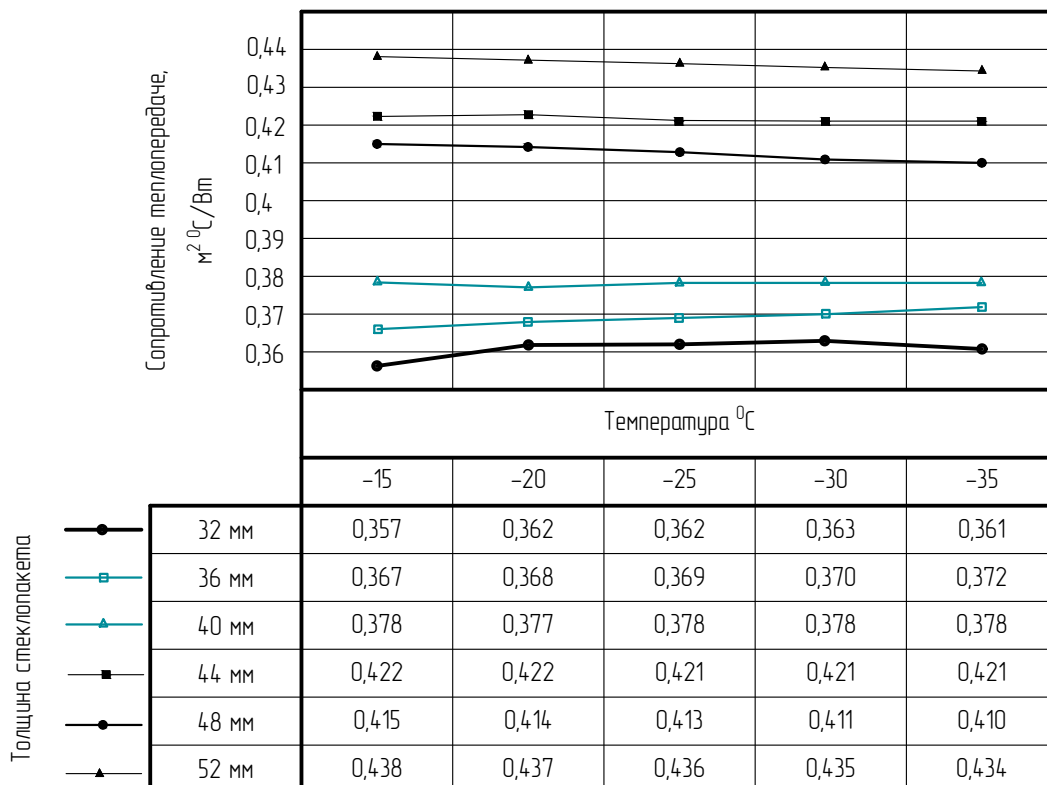 Сопротивление теплопередаче,
м² ⁰С/Вт
0,44
0,43
0,42
0,41
0,4
0,39
0,38
0,37
0,36
Температура ⁰С
–15 –20 –25 –30 –35
Толщина стеклопакета
32 мм 0,357 0,362 0,362 0,363 0,361
36 мм 0,367 0,368 0,369 0,370 0,372
40 мм 0,378 0,377 0,378 0,378 0,378
44 мм 0,422 0,422 0,421 0,421 0,421
48 мм 0,415 0,414 0,413 0,411 0,410
52 мм 0,438 0,437 0,436 0,435 0,434